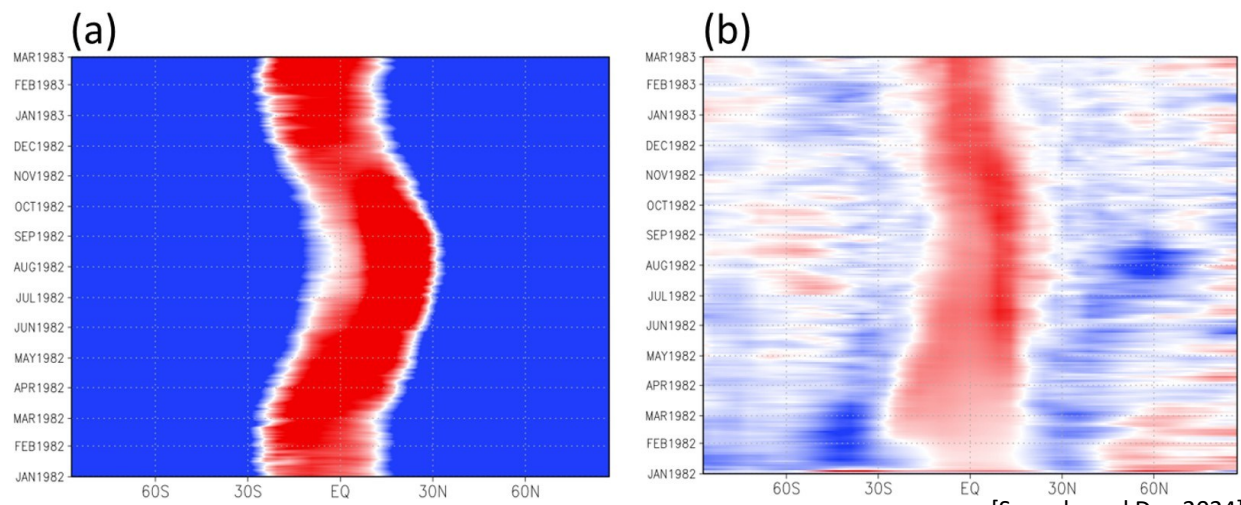 (a)
(b)
MAR1983
FEB1983
JAN1983
DEC1982
NOV1982
OCT1982
SEP1982
AUG1982
JUL1982
JUN1982
MAY1982
APR1982
MAR1982
FEB1982
JAN1982
60S 30S EQ 30N 60N
MAR1983
FEB1983
JAN1983
DEC1982
NOV1982
OCT1982
SEP1982
AUG1982
JUL1982
JUN1982
MAY1982
APR1982
MAR1982
FEB1982
JAN1982
60S 30S EQ 30N 60N